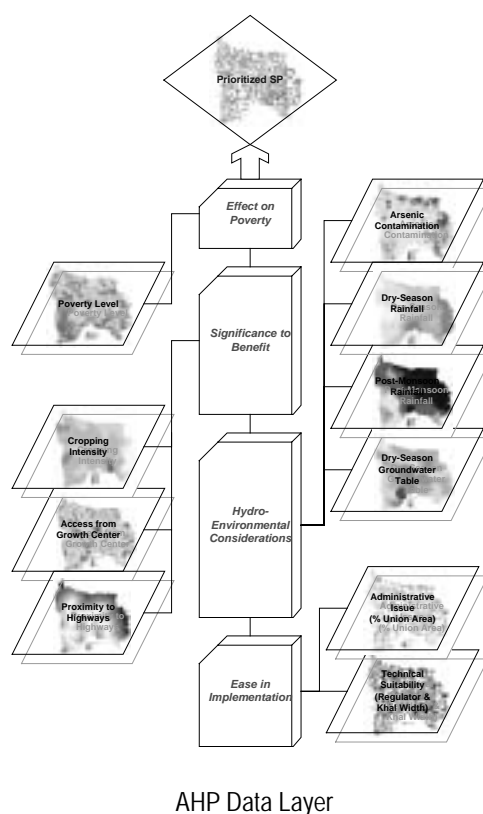 Prioritized SP
Effect on
Poverty
Arsenic
Contamination
Poverty Level
Dry-Season
Rainfall
Significance to
Benefit
Post-Monsoon
Rainfall
Cropping
Intensity
Dry-Season
Groundwater
Table
Access from
Growth Center
Hydro-
Environmental
Considerations
Proximity to
Highways
Administrative
Issue
(% Union Area)
Ease in
Implementation
Technical
Suitability
(Regulator &
Khal Width)
AHP Data Layer